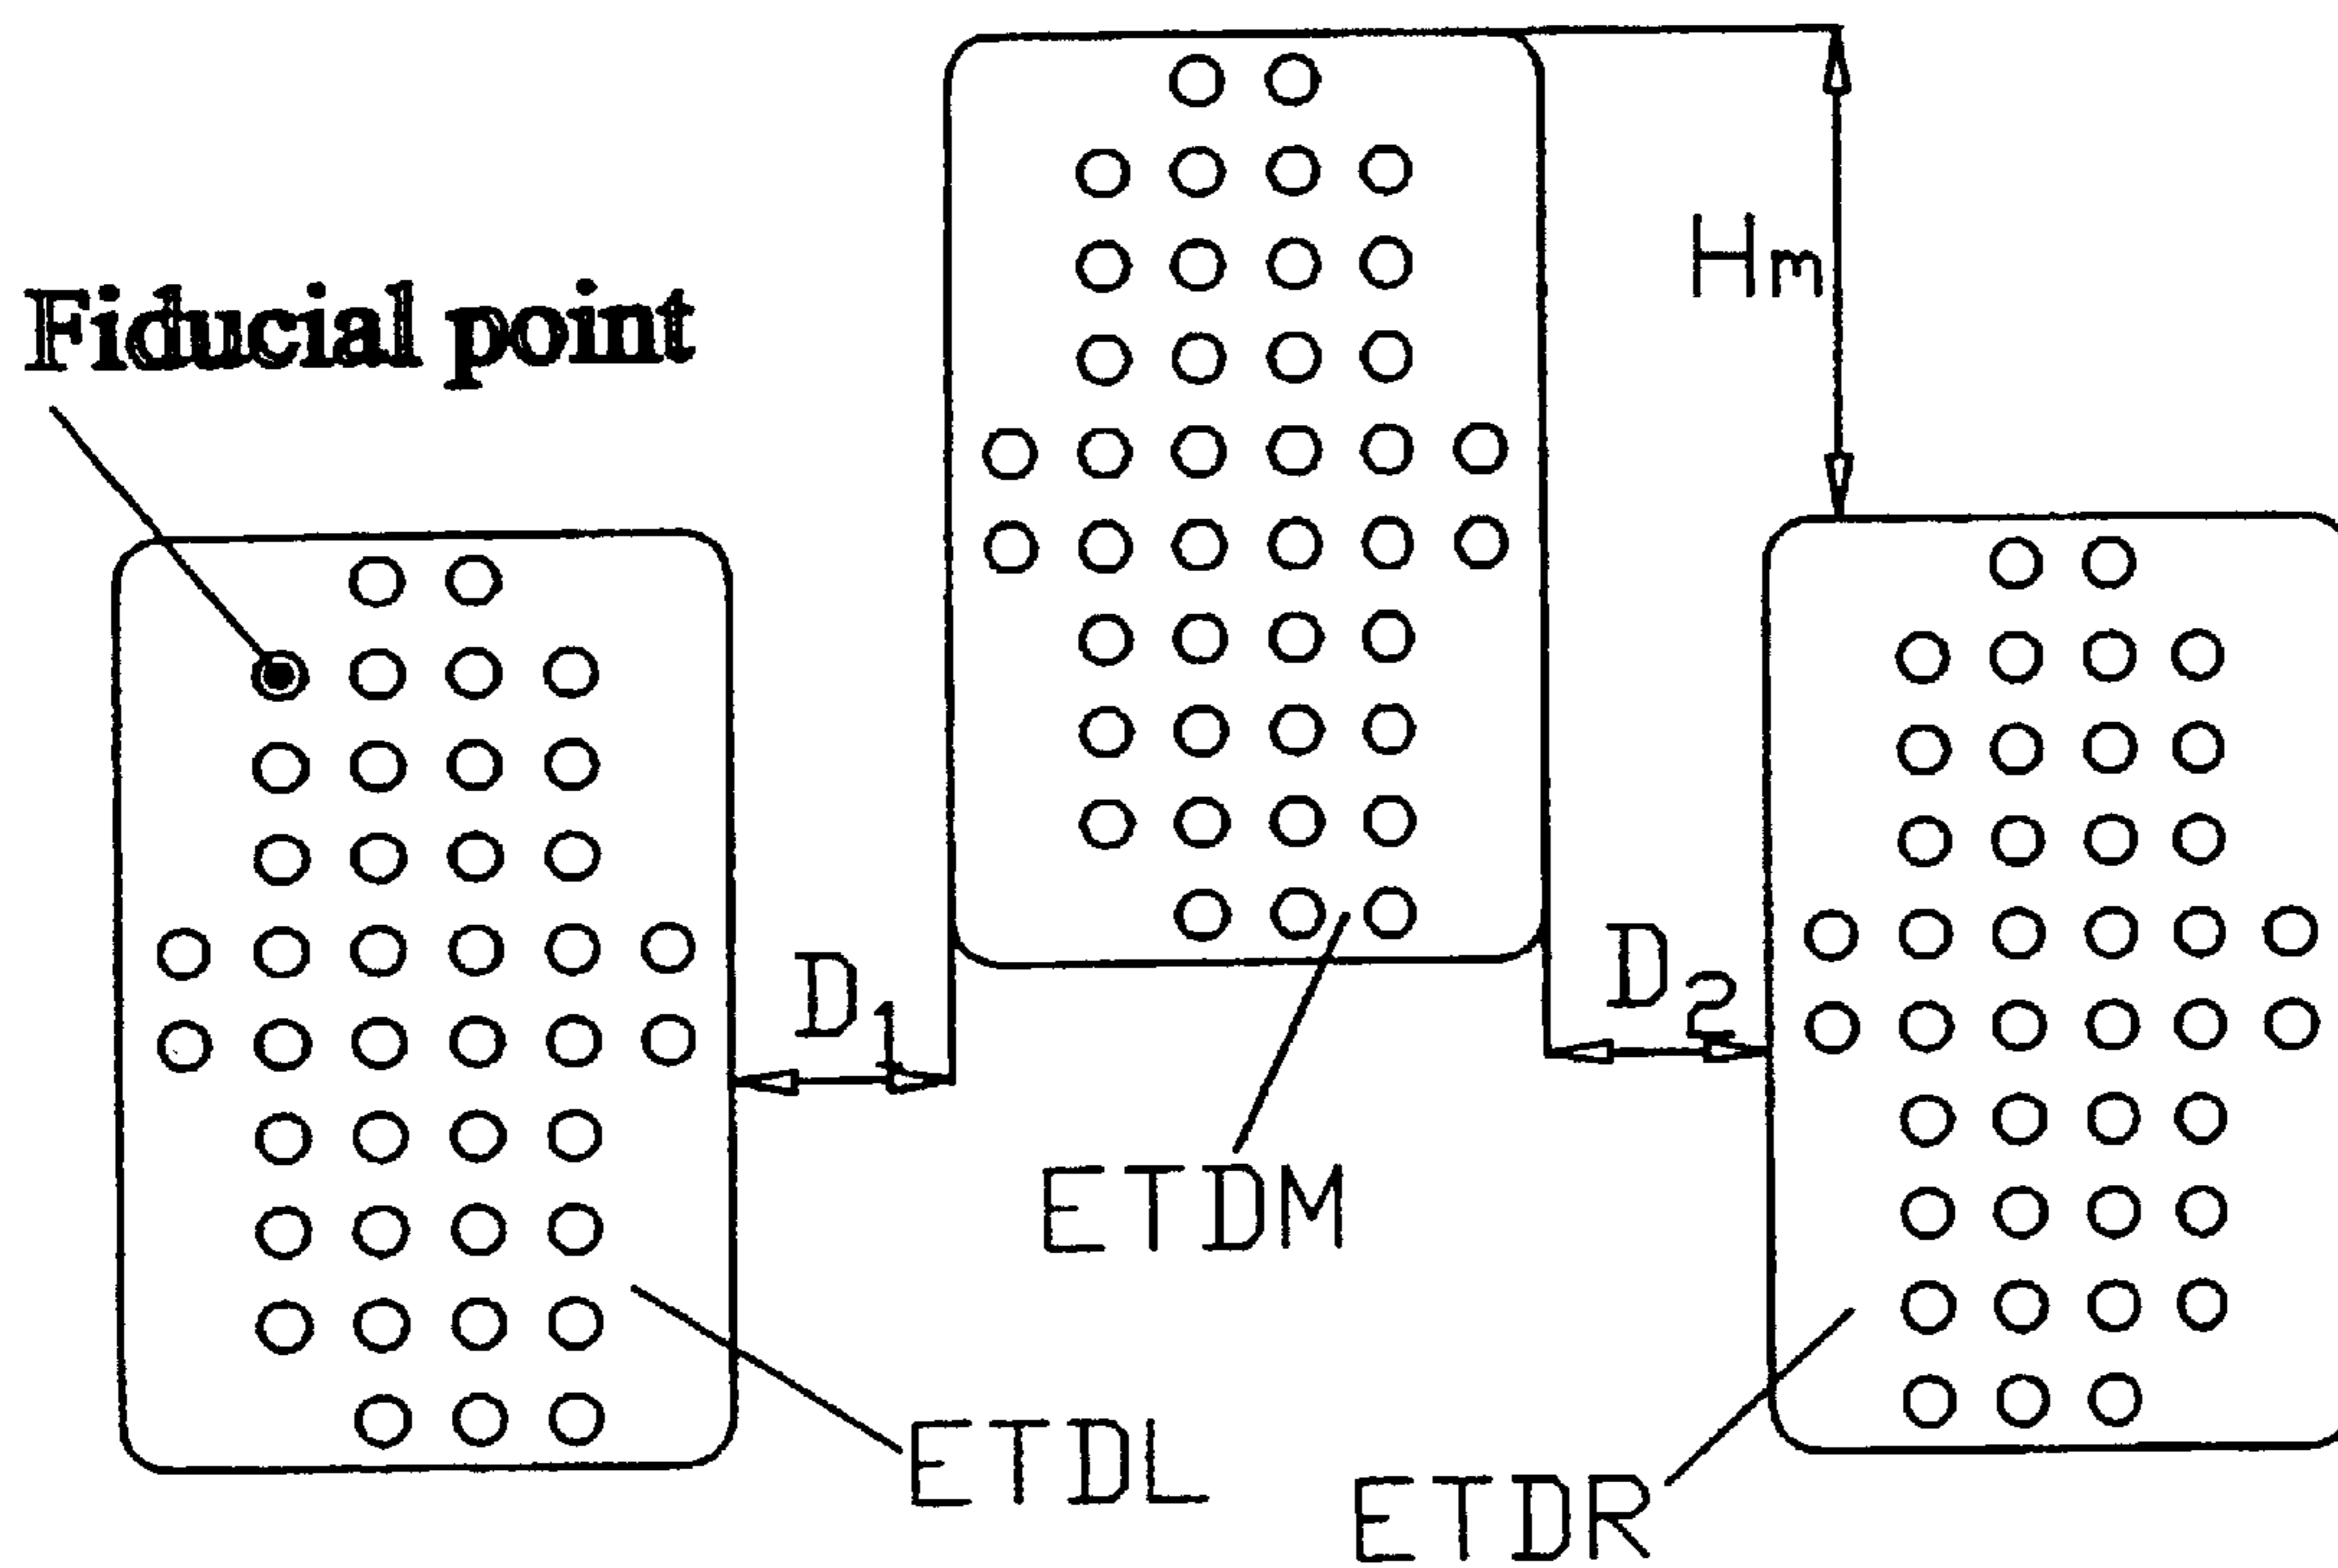 Hm
Fiducial point
D2
D1
ETDM
ETDL
ETDR